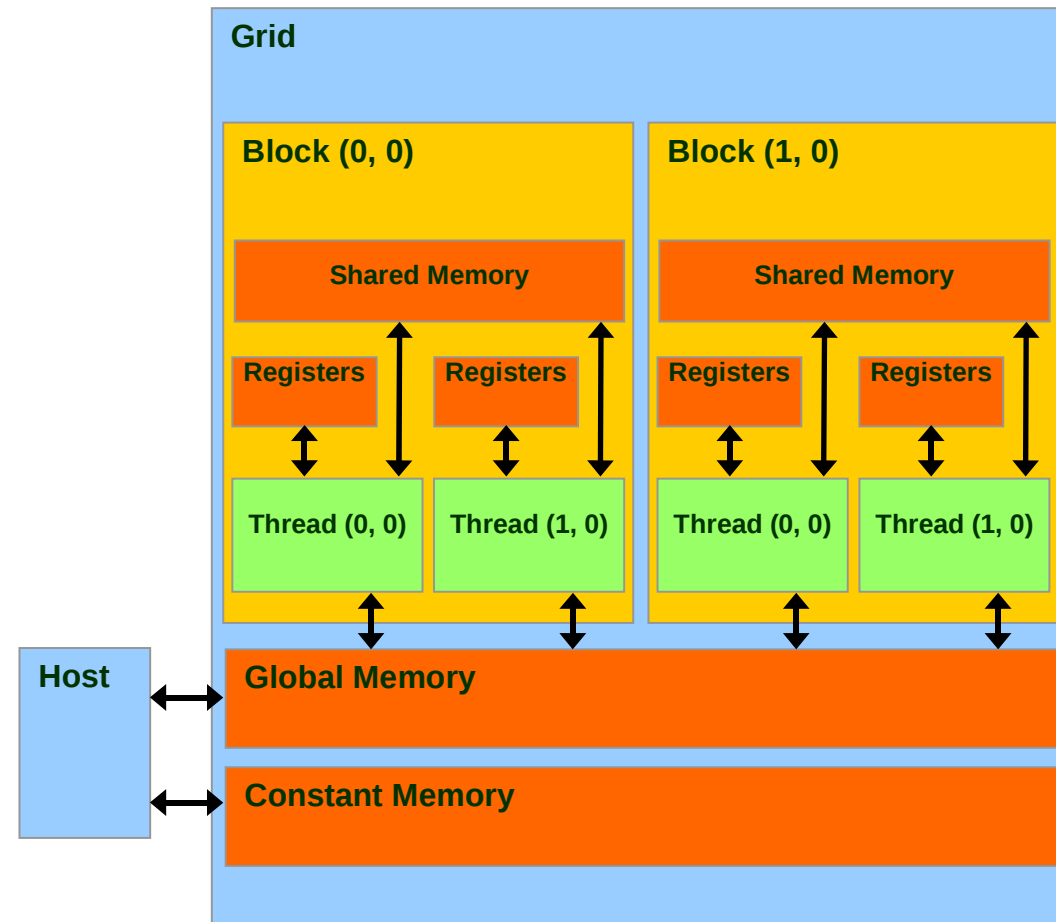 Grid
Block (0, 0)
Block (1, 0)
Shared Memory
Shared Memory
Registers
Registers
Registers
Registers
Thread (0, 0)
Thread (1, 0)
Thread (0, 0)
Thread (1, 0)
Host
Global Memory
Constant Memory